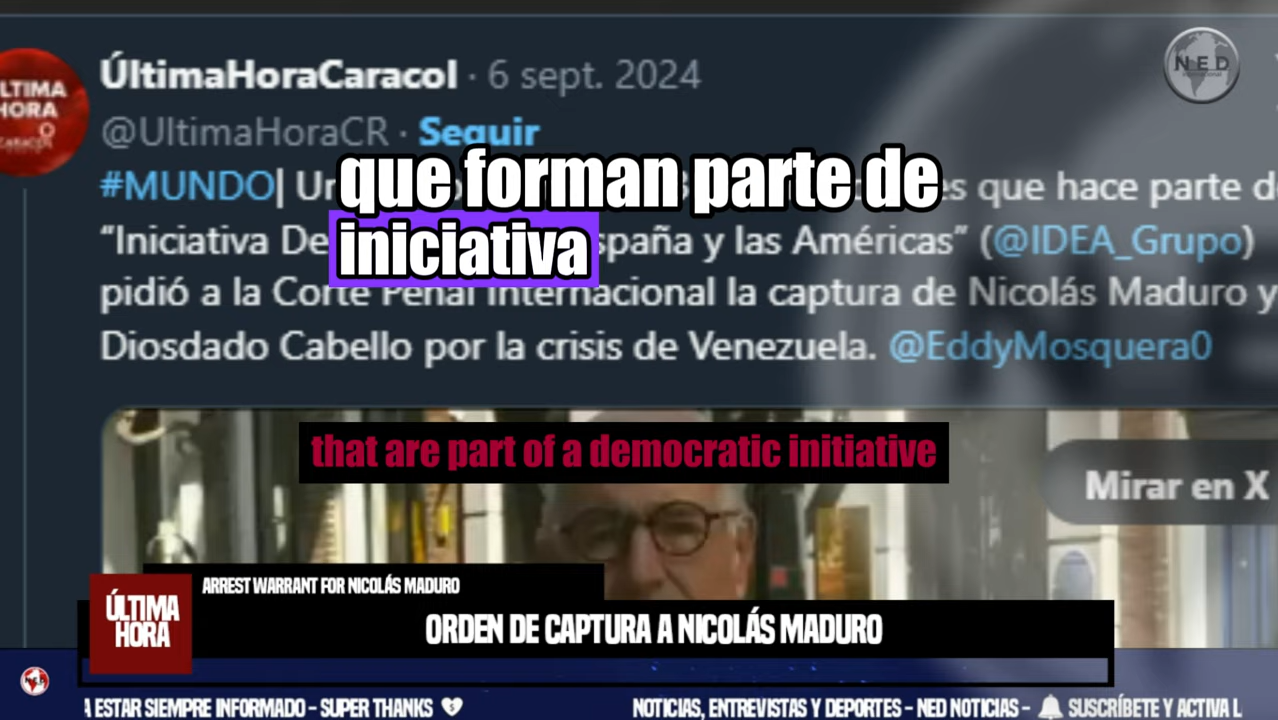 ÚltimaHoraCaracol · 6 sept. 2024
NED
LTIMA
HORA
@UltimaHoraCR · Seguir
que forman parte de
iniciativa
#MUNDO| es que hace parte d
“Iniciativa De spaña y las Américas” (@IDEA_Grupo)
pidió a la Corte Penal Internacional la captura de Nicolás Maduro y
Diosdado Cabello por la crisis de Venezuela. @EddyMosquera0
that are part of a democratic initiative
Mirar en X
ARREST WARRANT FOR NICOLÁS MADURO
ÚLTIMA
HORA
ORDEN DE CAPTURA A NICOLÁS MADURO
A ESTAR SIEMPRE INFORMADO - SUPER THANKS
NOTICIAS, ENTREVISTAS Y DEPORTES - NED NOTICIAS - SUSCRÍBETE Y ACTIVA L